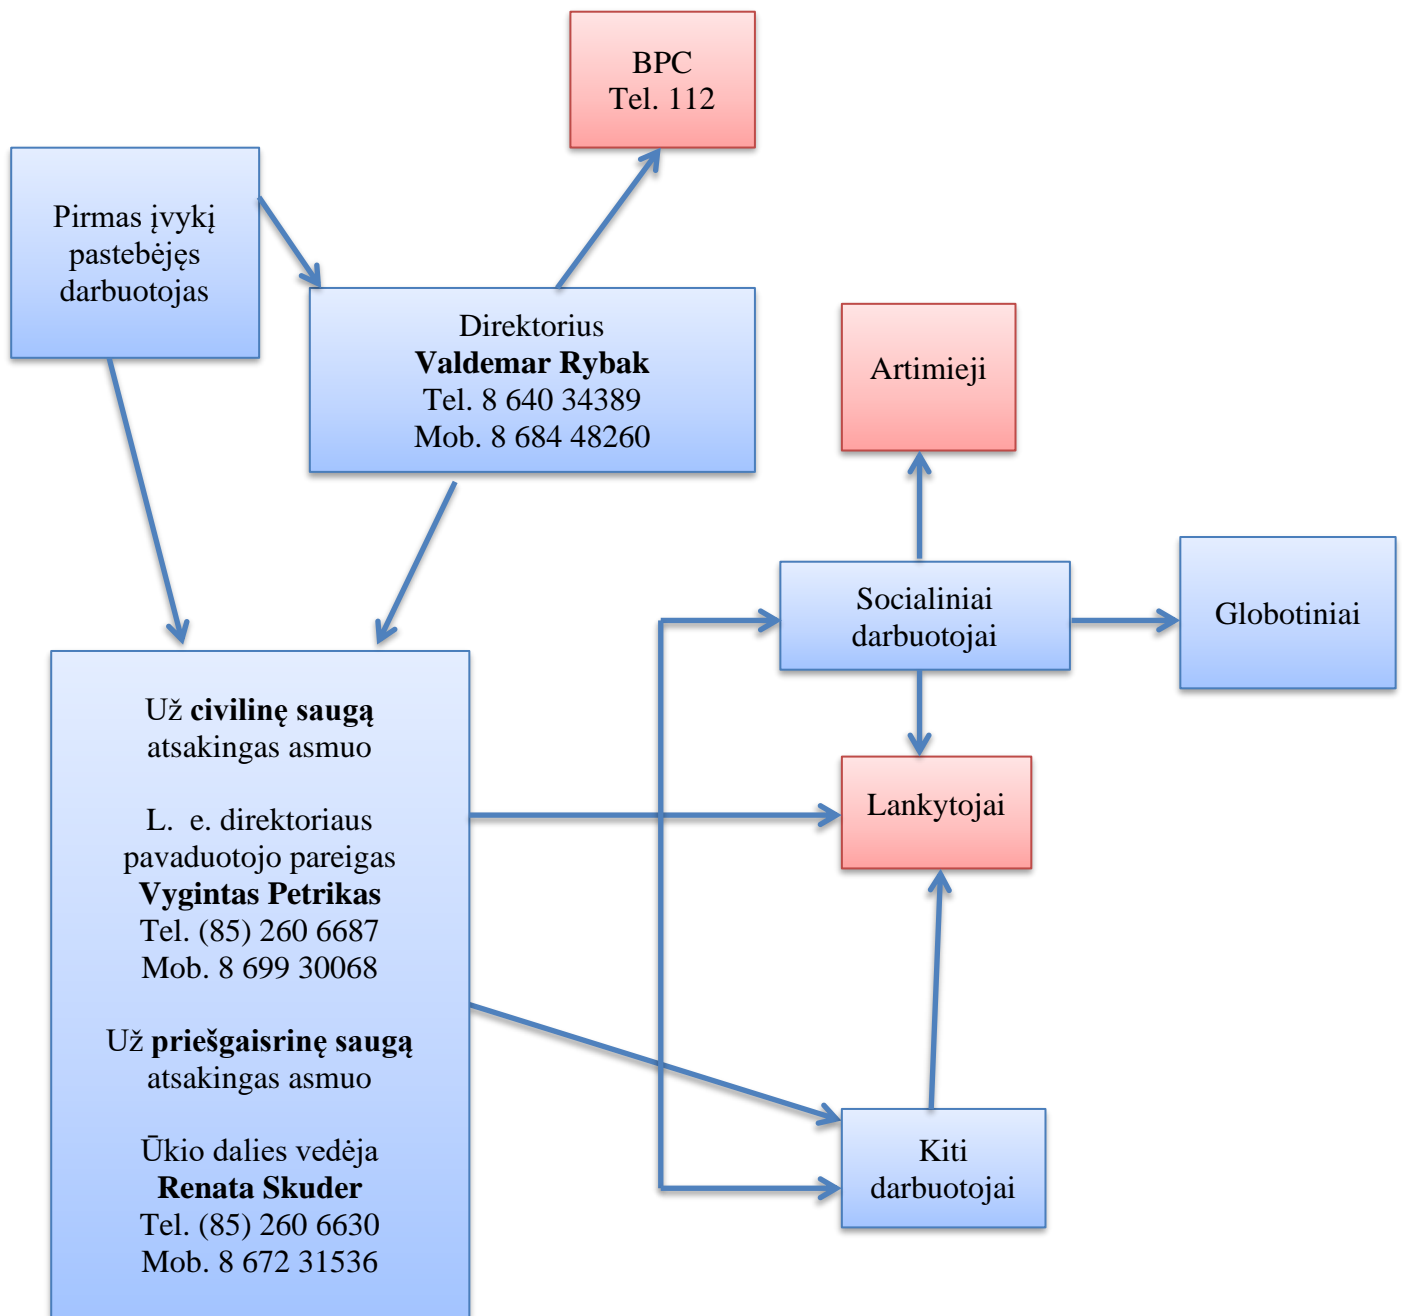 BPC
Tel. 112
Pirmas įvykį
pastebėjęs
darbuotojas
Direktorius
Valdemar Rybak
Tel. 8 640 34389
Mob. 8 684 48260
Artimieji
Socialiniai
darbuotojai
Globotiniai
Už civilinę saugą
atsakingas asmuo
L. e. direktoriaus
pavaduotojo pareigas
Vygintas Petrikas
Tel. (85) 260 6687
Mob. 8 699 30068
Už priešgaisrinę saugą
atsakingas asmuo
Ūkio dalies vedėja
Renata Skuder
Tel. (85) 260 6630
Mob. 8 672 31536
Lankytojai
Kiti
darbuotojai